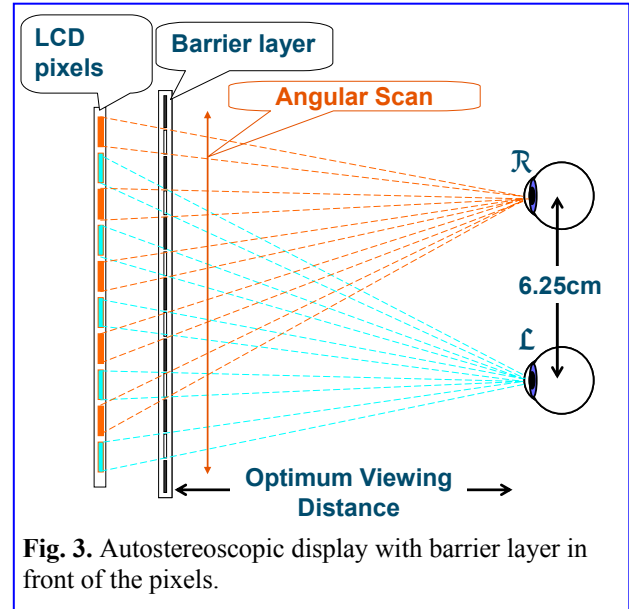 LCD
pixels
Barrier layer
Angular Scan
ℛ
6.25cm
ℒ
Optimum Viewing
Distance
Fig. 3. Autostereoscopic display with barrier layer in
front of the pixels.